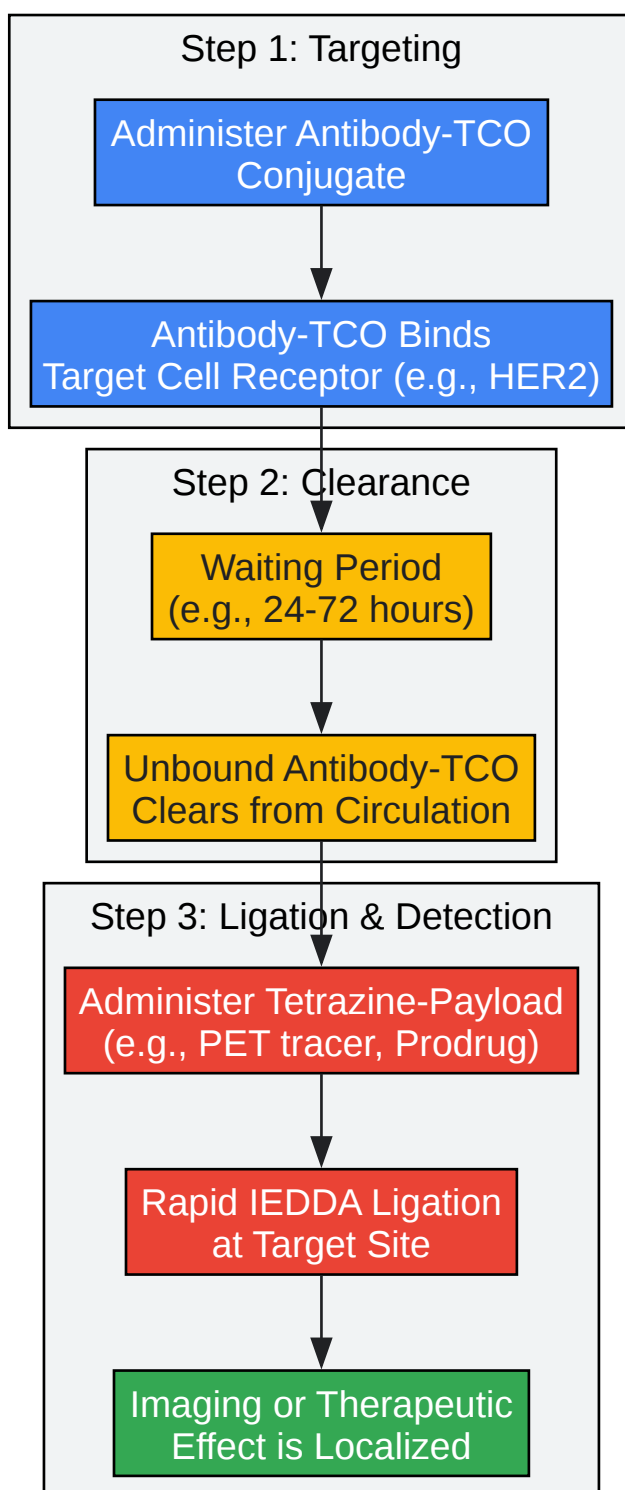 Step 1: Targeting
Administer Antibody-TCO
Conjugate
Antibody-TCO Binds
Target Cell Receptor (e.g., HER2)
Step 2: Clearance
Waiting Period
(e.g., 24-72 hours)
Unbound Antibody-TCO
Clears from Circulation
Step 3: Ligation & Detection
Administer Tetrazine-Payload
(e.g., PET tracer, Prodrug)
Rapid IEDDA Ligation
at Target Site
Imaging or Therapeutic
Effect is Localized